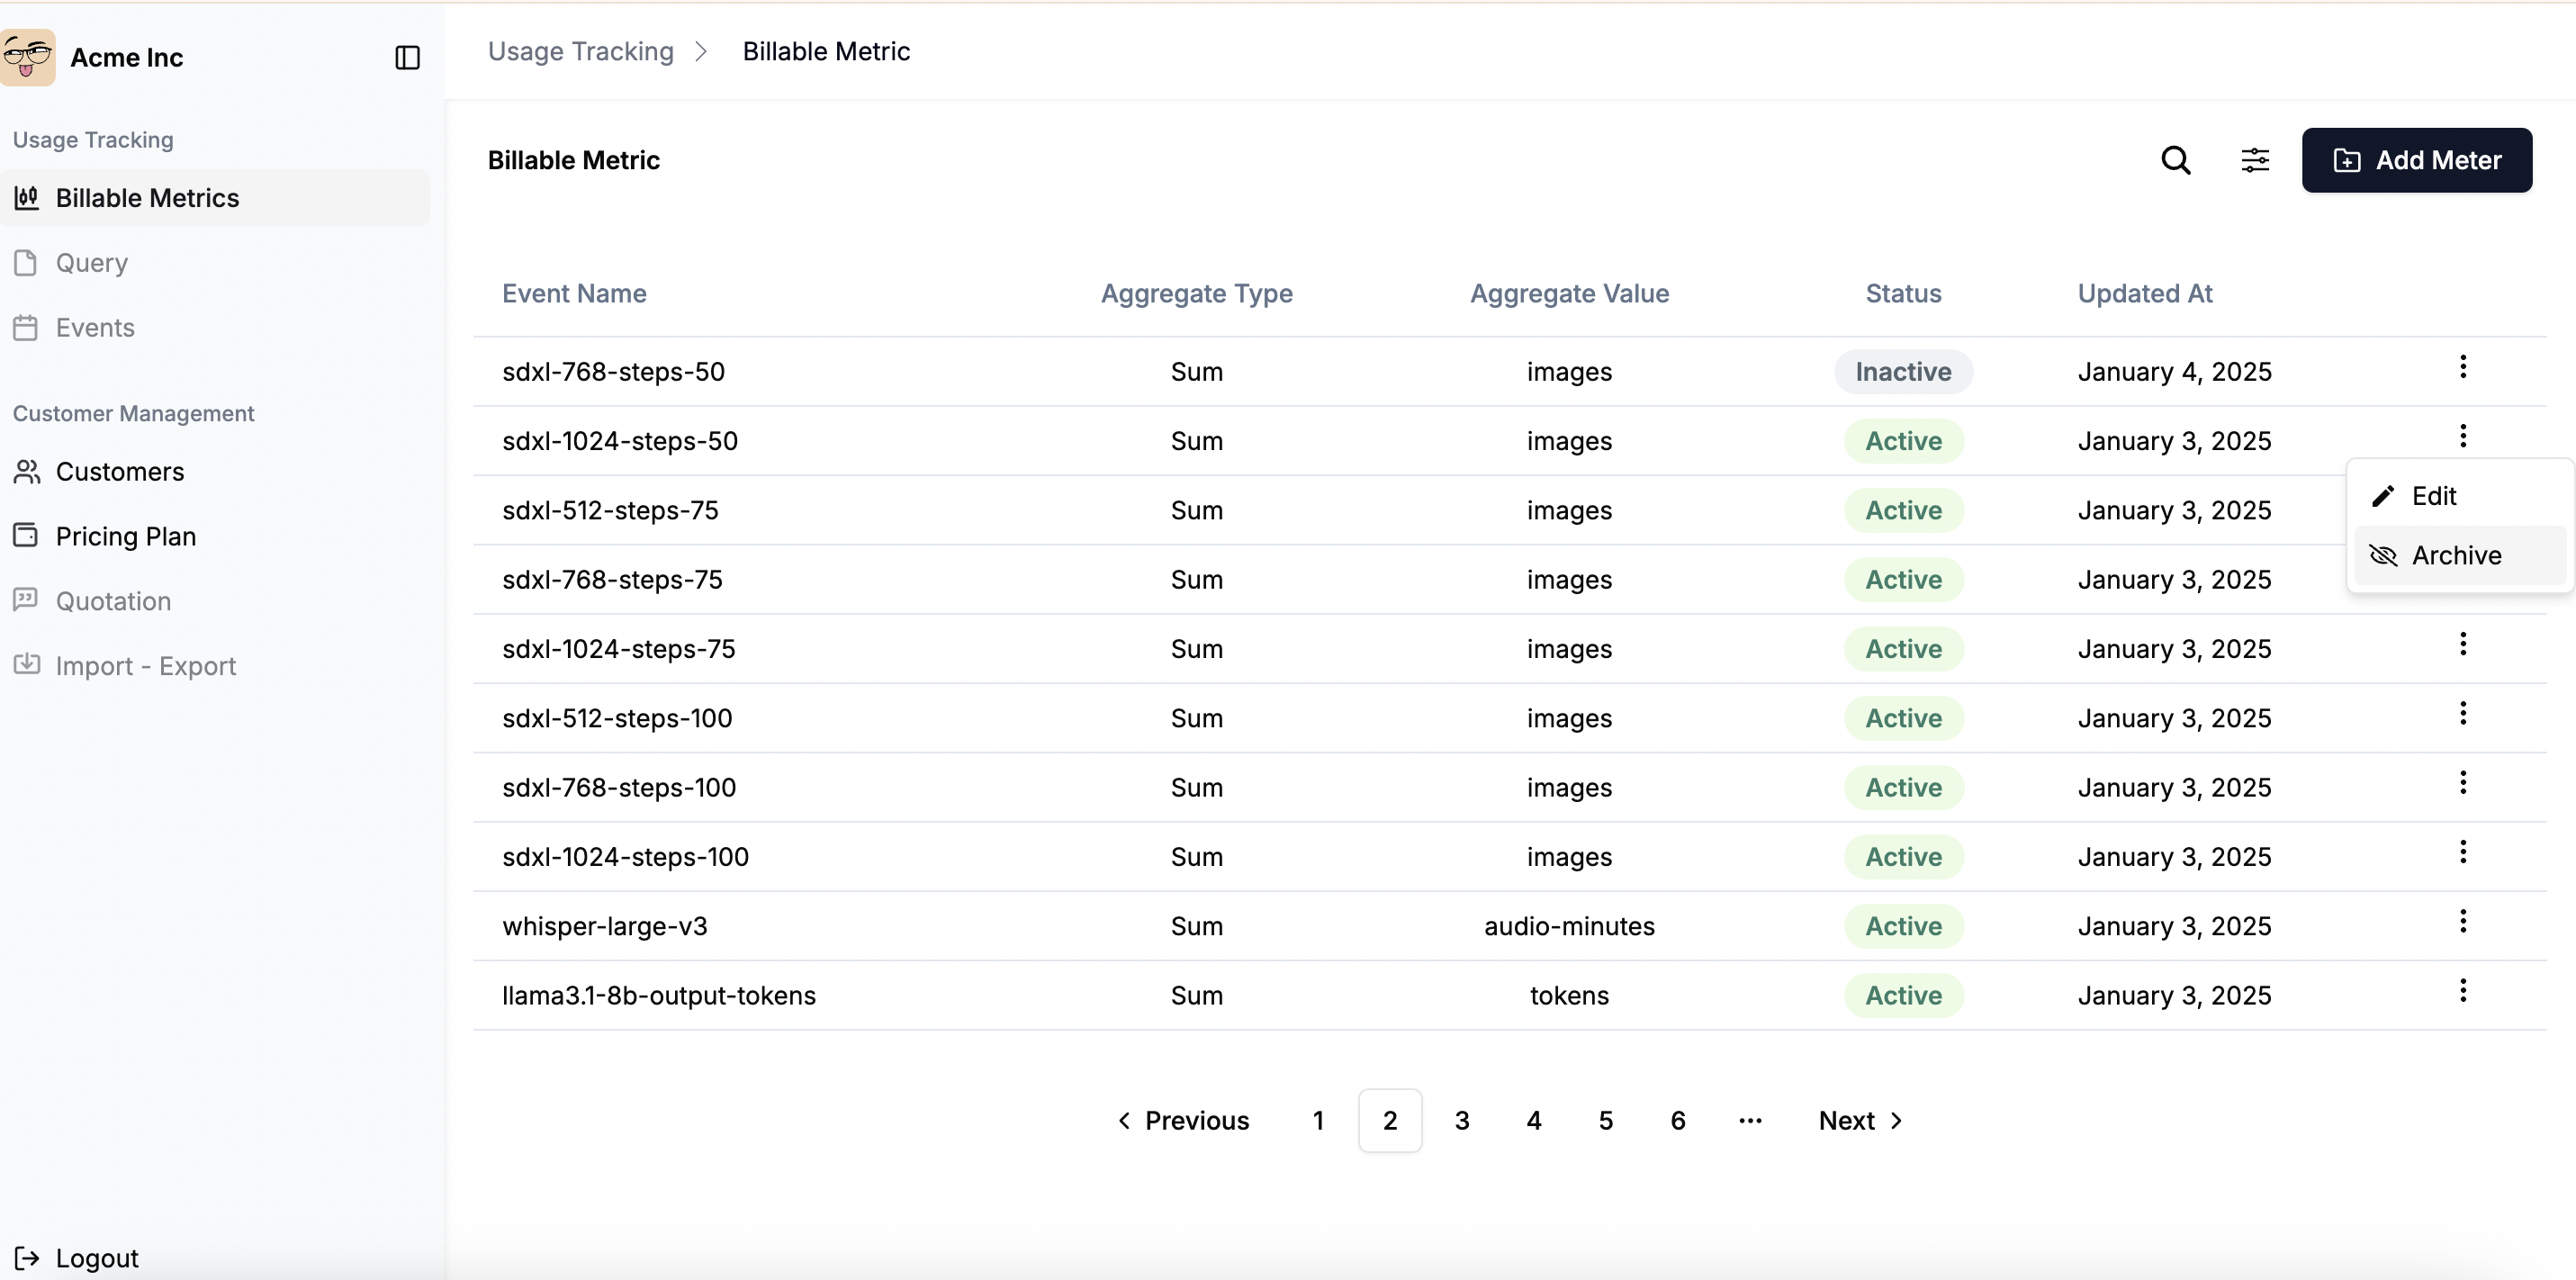 Acme Inc
Usage Tracking
Billable Metrics
Query
Events
Customer Management
Customers
Pricing Plan
Quotation
Import - Export
Logout
Usage Tracking > Billable Metric
Billable Metric
Add Meter
Event Name Aggregate Type Aggregate Value Status Updated At
sdxl-768-steps-50 Sum images Inactive January 4, 2025
sdxl-1024-steps-50 Sum images Active January 3, 2025
sdxl-512-steps-75 Sum images Active January 3, 2025
sdxl-768-steps-75 Sum images Active January 3, 2025
sdxl-1024-steps-75 Sum images Active January 3, 2025
sdxl-512-steps-100 Sum images Active January 3, 2025
sdxl-768-steps-100 Sum images Active January 3, 2025
sdxl-1024-steps-100 Sum images Active January 3, 2025
whisper-large-v3 Sum audio-minutes Active January 3, 2025
llama3.1-8b-output-tokens Sum tokens Active January 3, 2025
Edit
Archive
< Previous 1 2 3 4 5 6 ... Next >